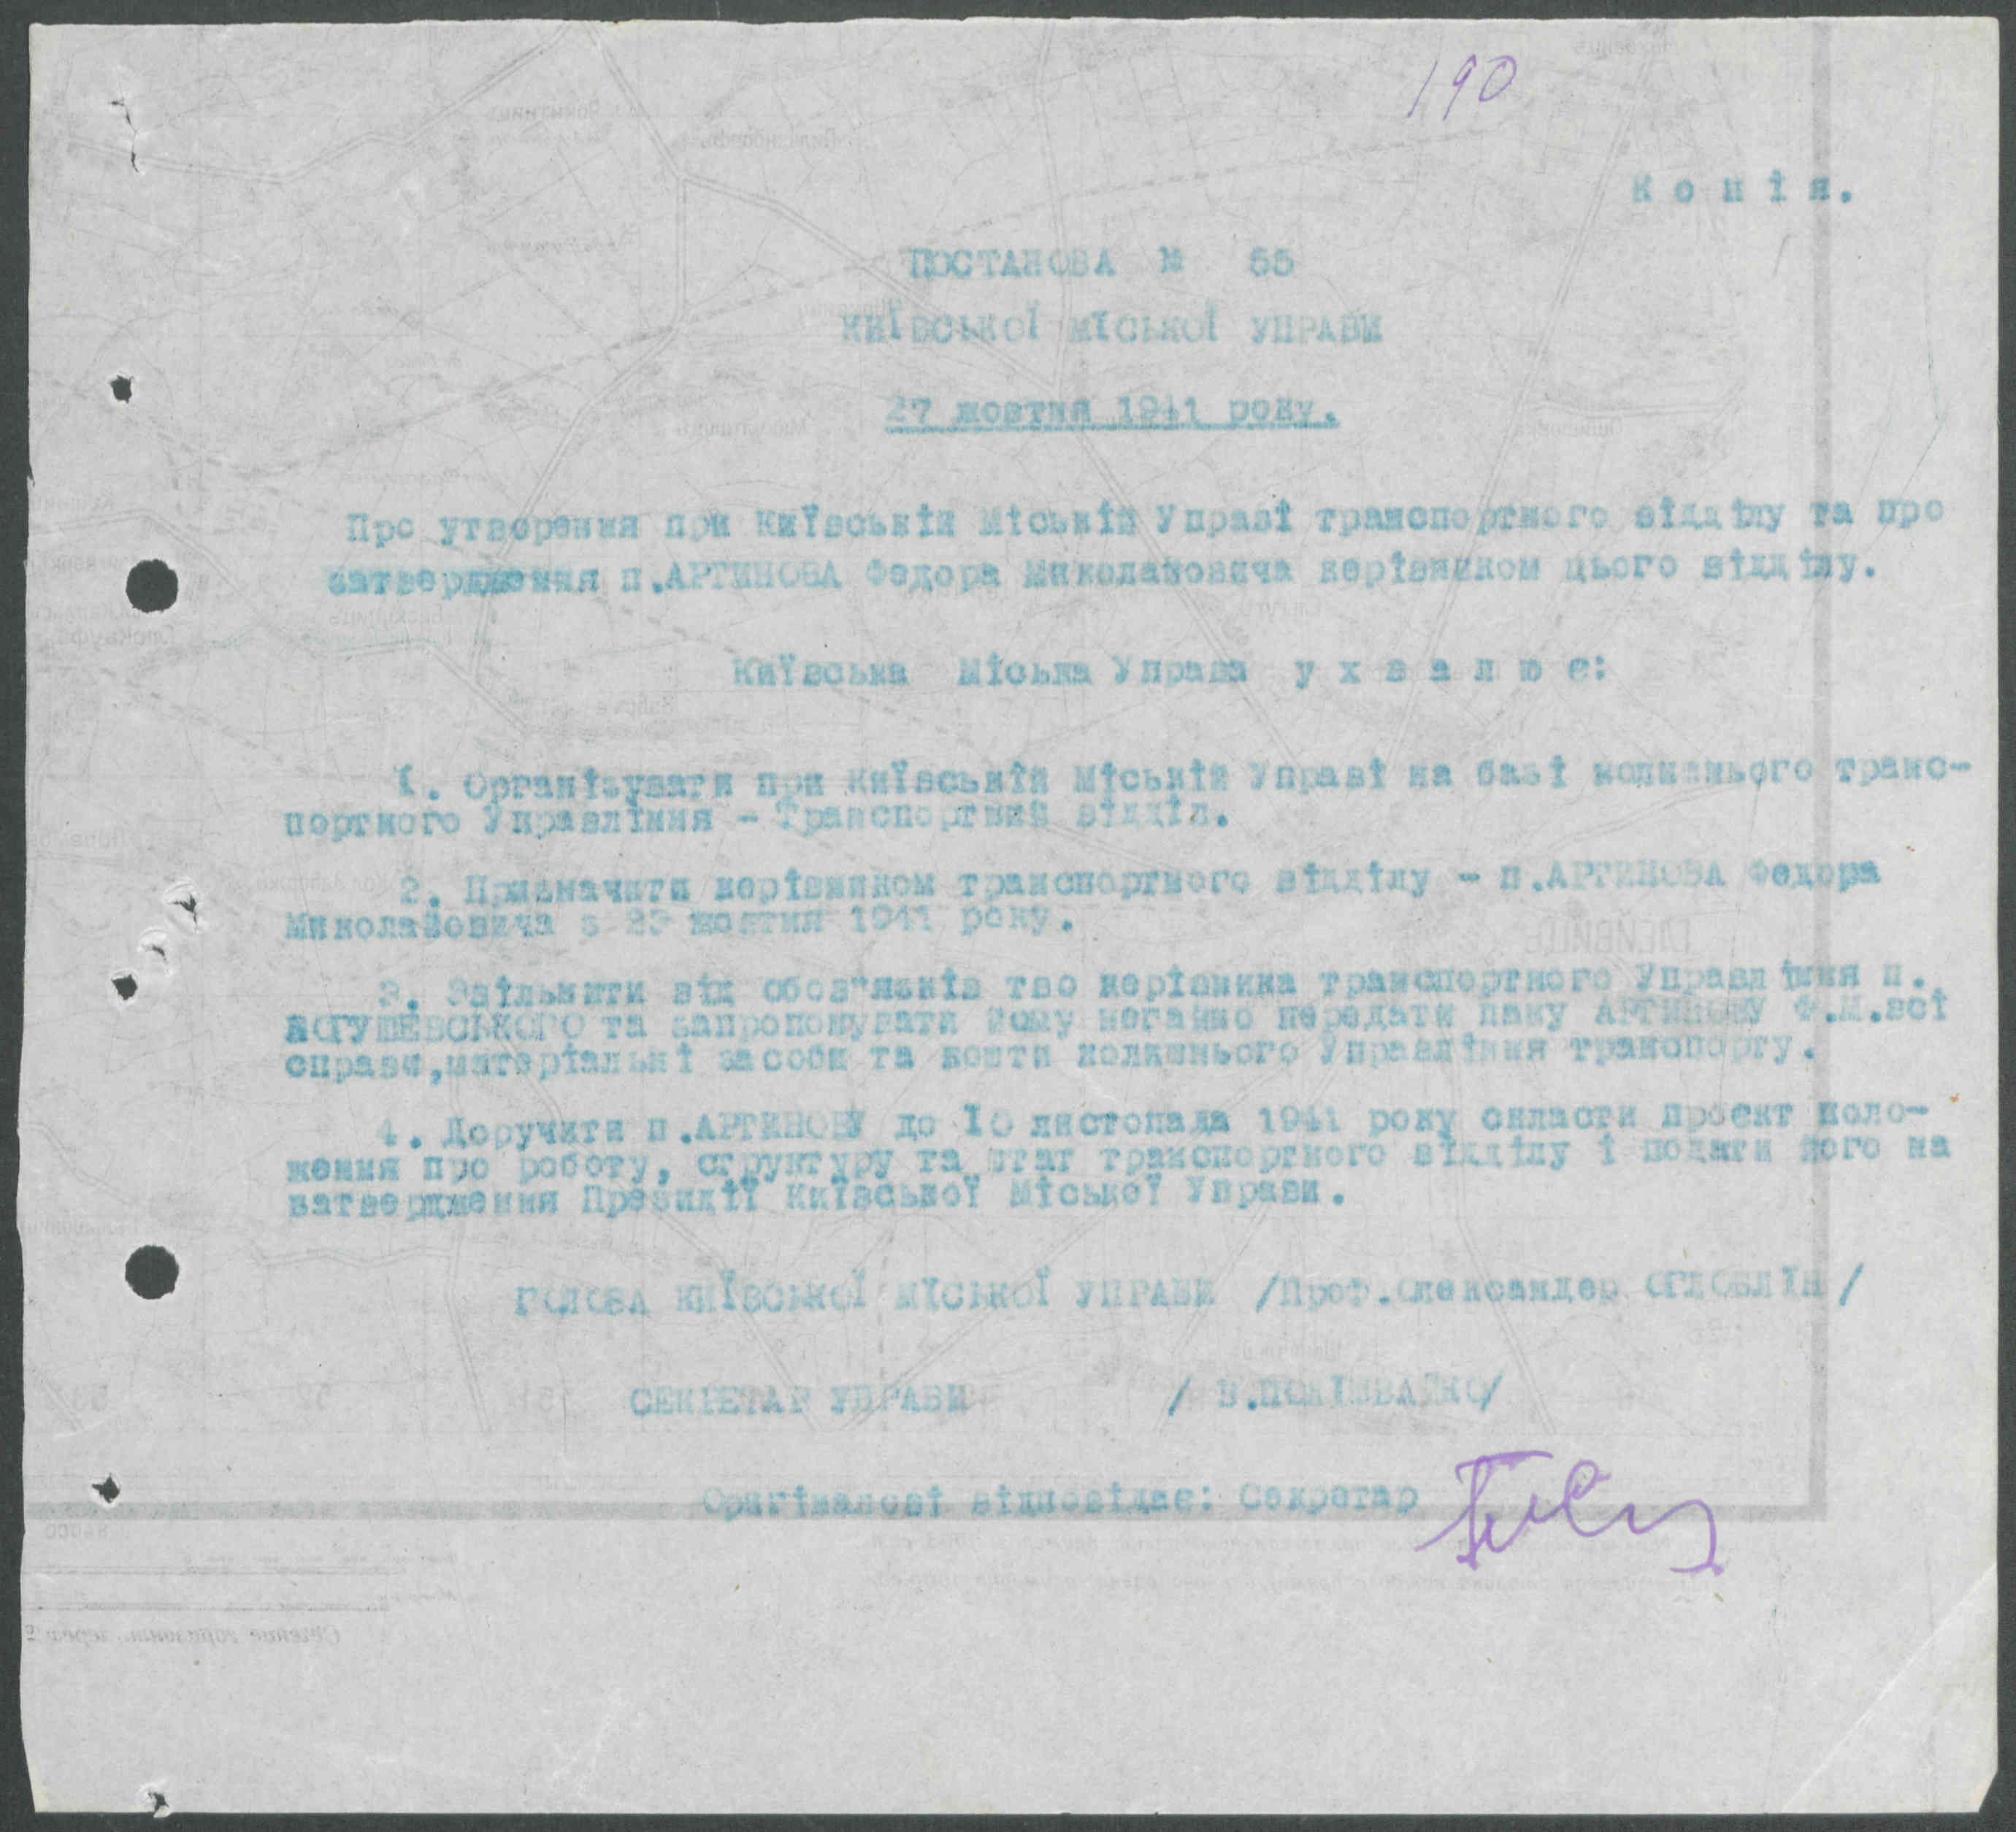 190
Копія.
ПОСТАНОВА № 55
КИЇВСЬКОЇ МІСЬКОЇ УПРАВИ
27 жовтня 1941 року.
Про утворення при Київській Міській Управі транспортного відділу та про
затвердження п.АРТИНОВА Федора Миколайовича керівником цього відділу.
Київська Міська Управа ухвалює:
1. Організувати при Київській Міській Управі на базі колишнього транс-
портного Управління - Транспортний відділ.
2. Призначити керівником транспортного відділу - п.АРТИНОВА Федора
Миколайовича з 23 жовтня 1941 року.
3. Звільнити від обов"язків тво керівника транспортного Управління п.
та запропонувати йому негайно передати пану АРТИНОВУ Ф.М.всі
справи,матеріальні засоби та кошти колишнього Управління транспорту.
4. Доручити п.АРТИНОВУ до 10 листопада 1941 року скласти проєкт поло-
ження про роботу, структуру та штат транспортного відділу і подати його на
затвердження Президії Київської Міської Управи.
ГОЛОВА КИЇВСЬКОЇ МІСЬКОЇ УПРАВИ /Проф.Олександер ОГЛОБЛІН/
СЕКРЕТАР УПРАВИ
Оригіналові відповідає: Секретар